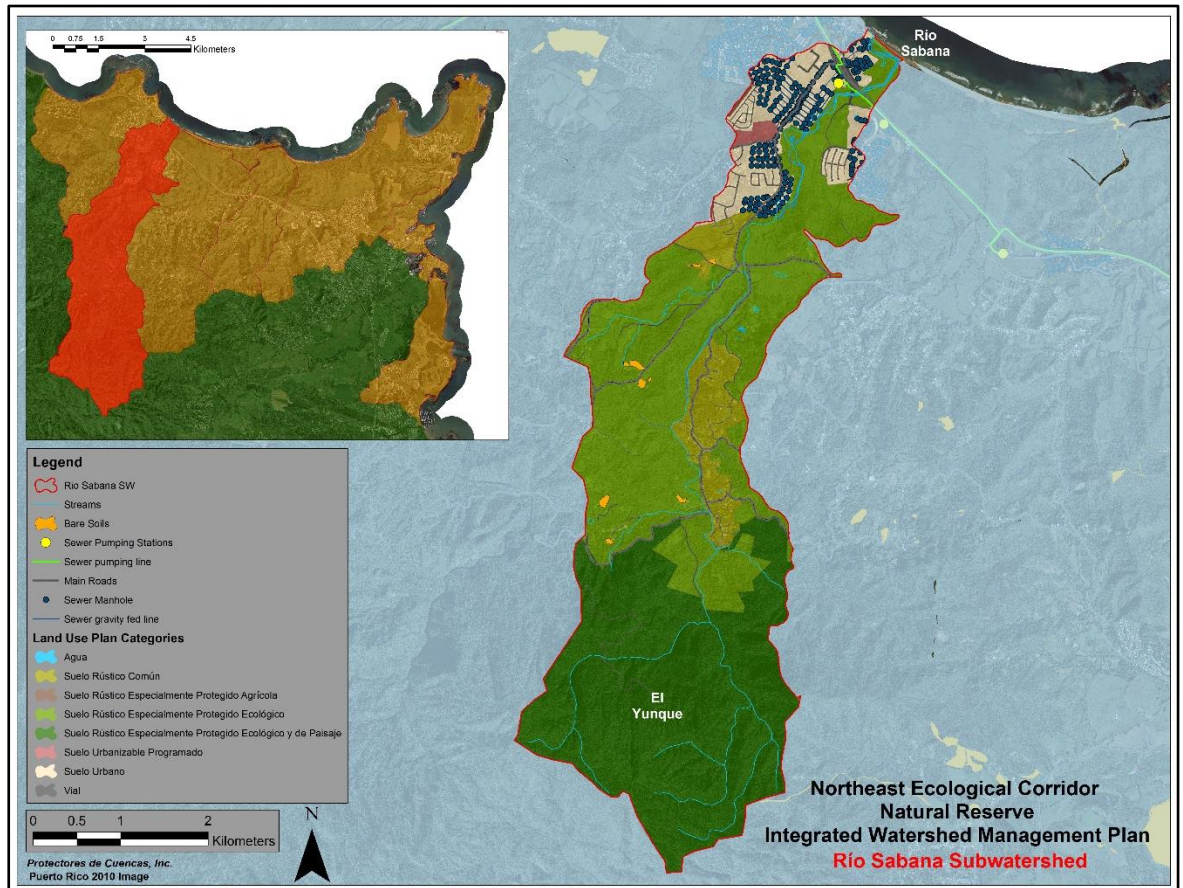 0 0.75 1.5 3 4.5
Kilometers
Río
Sabana
Legend
Rio Sabana SW
Streams
Bare Soils
Sewer Pumping Stations
Sewer pumping line
Main Roads
Sewer Manhole
Sewer gravity fed line
Land Use Plan Categories
Agua
Suelo Rústico Común
Suelo Rústico Especialmente Protegido Agrícola
Suelo Rústico Especialmente Protegido Ecológico
Suelo Rústico Especialmente Protegido Ecológico y de Paisaje
Suelo Urbanizable Programado
Suelo Urbano
Vial
El
Yunque
0 0.5 1 2
Kilometers
N
Protectores de Cuencas, Inc.
Puerto Rico 2010 Image
Northeast Ecological Corridor
Natural Reserve
Integrated Watershed Management Plan
Río Sabana Subwatershed